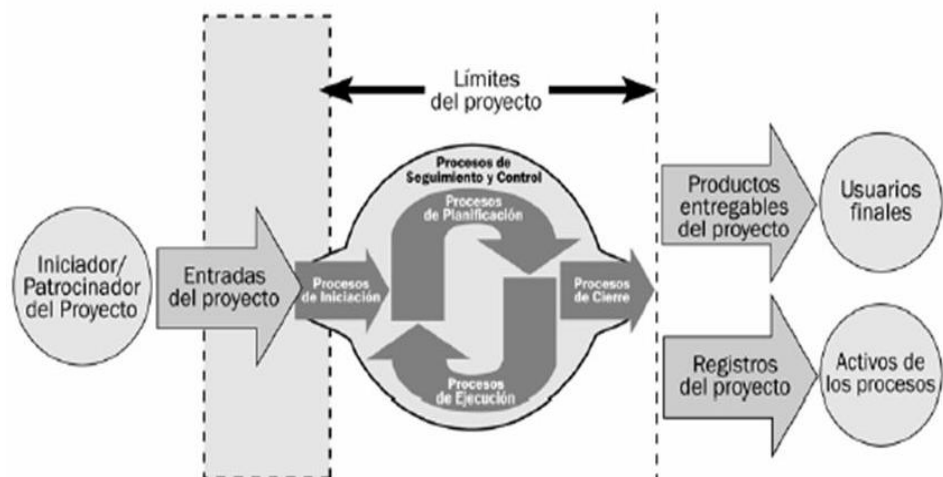 Límites
del proyecto
Procesos de
Seguimiento y Control
Procesos
de Planificación
Iniciador/
Patrocinador
del Proyecto
Entradas
del proyecto
Procesos
de Iniciación
Procesos
de Cierre
Procesos
de Ejecución
Productos
entregables
del proyecto
Usuarios
finales
Registros
del proyecto
Activos de
los procesos